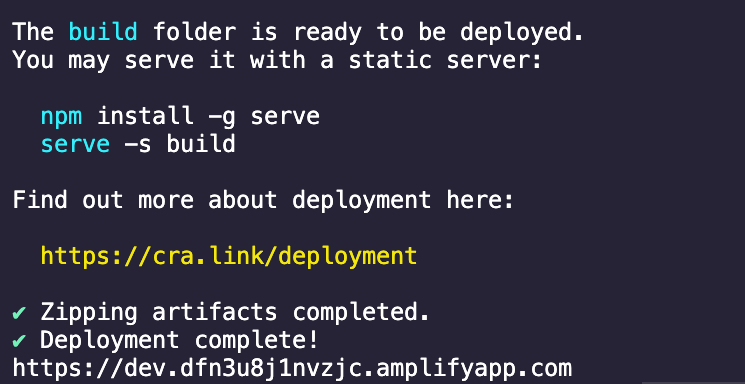 The build folder is ready to be deployed.
You may serve it with a static server:
npm install -g serve
serve -s build
Find out more about deployment here:
https://cra.link/deployment
✔ Zipping artifacts completed.
✔ Deployment complete!
https://dev.dfn3u8j1nvzjc.amplifyapp.com